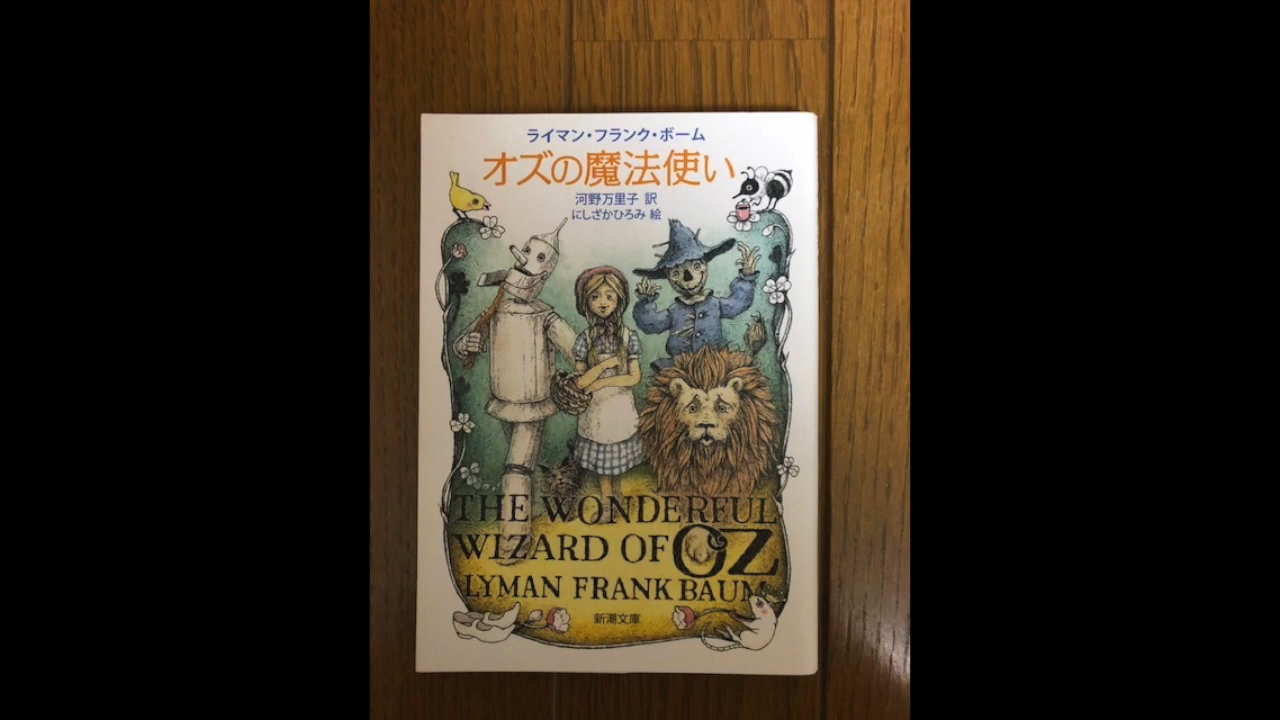 ライマン・フランク・ボーム
オズの魔法使い
河野万里子 訳
にしざかひろみ 絵
THE WONDERFUL
WIZARD OF OZ
LYMAN FRANK BAUM
新潮文庫